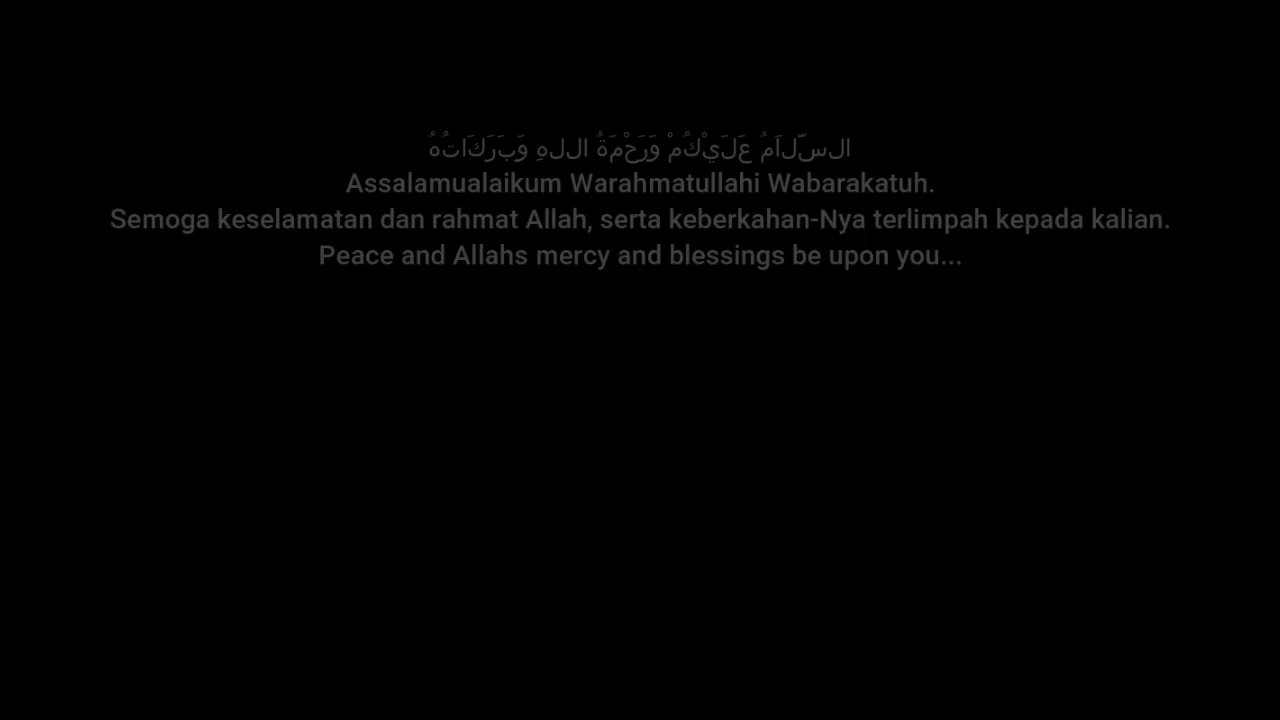 السّلَامُ عَلَيْكُمْ وَرَحْمَةُ اللهِ وَبَرَكَاتُهُ
Assalamualaikum Warahmatullahi Wabarakatuh.
Semoga keselamatan dan rahmat Allah, serta keberkahan-Nya terlimpah kepada kalian.
Peace and Allahs mercy and blessings be upon you...